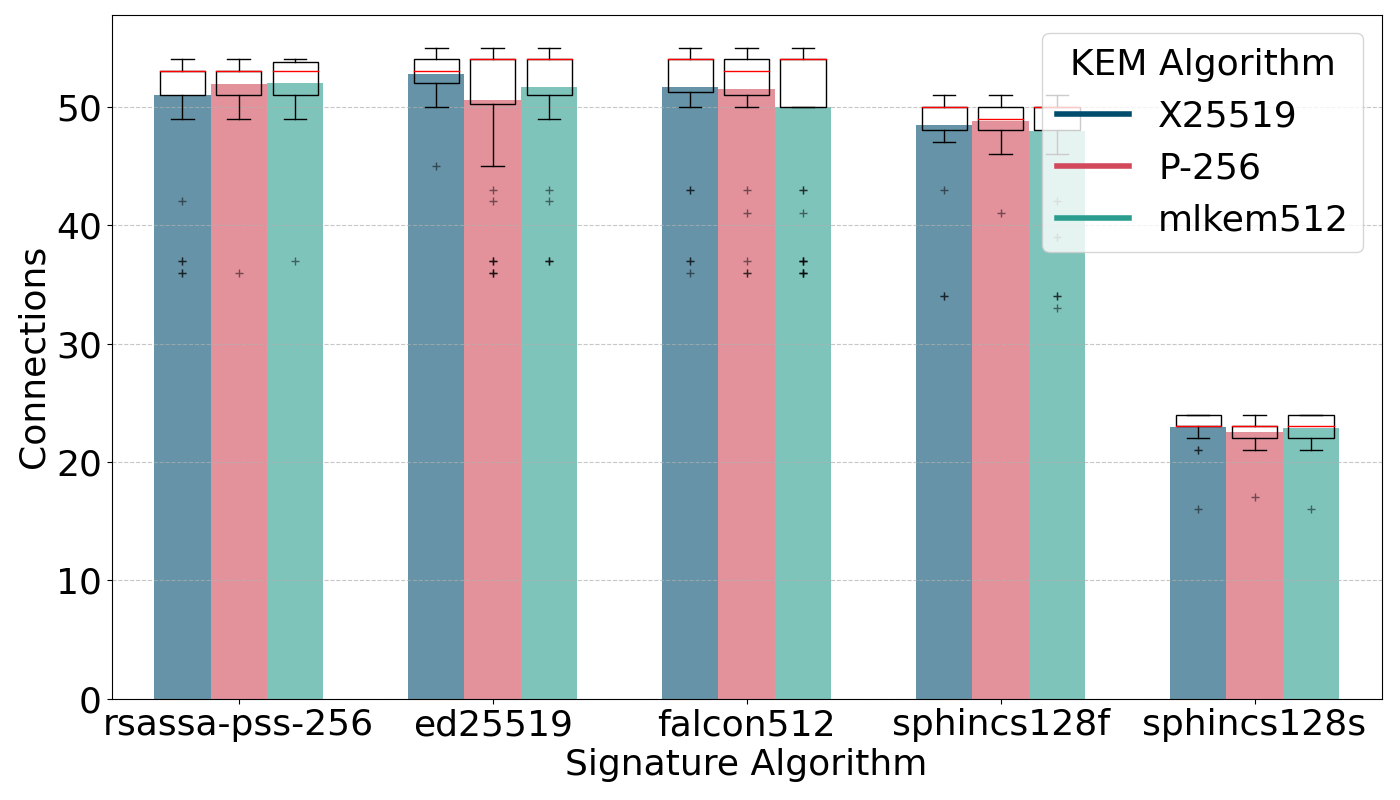 KEM Algorithm
X25519
P-256
mlkem512
Connections
50
40
30
20
10
0
rsassa-pss-256 ed25519 falcon512 sphincs128f sphincs128s
Signature Algorithm